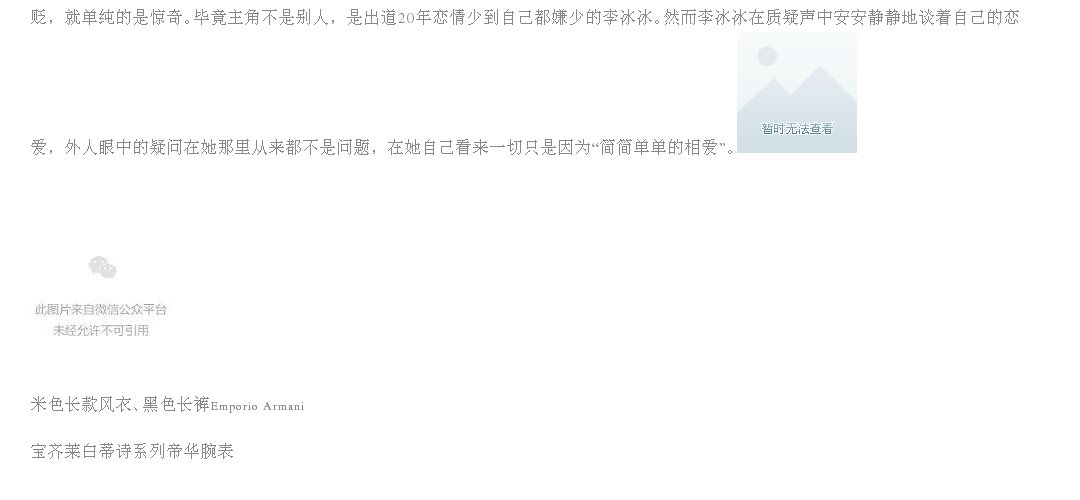 贬，就单纯的是惊奇。毕竟主角不是别人，是出道20年恋情少到自己都嫌少的李冰冰。然而李冰冰在质疑声中安安静静地谈着自己的恋
暂时无法查看
爱，外人眼中的疑问在她那里从来都不是问题，在她自己看来一切只是因为“简简单单的相爱”。
此图片来自微信公众平台
未经允许不可引用
米色长款风衣、黑色长裤Emporio Armani
宝齐莱白蒂诗系列帝华腕表